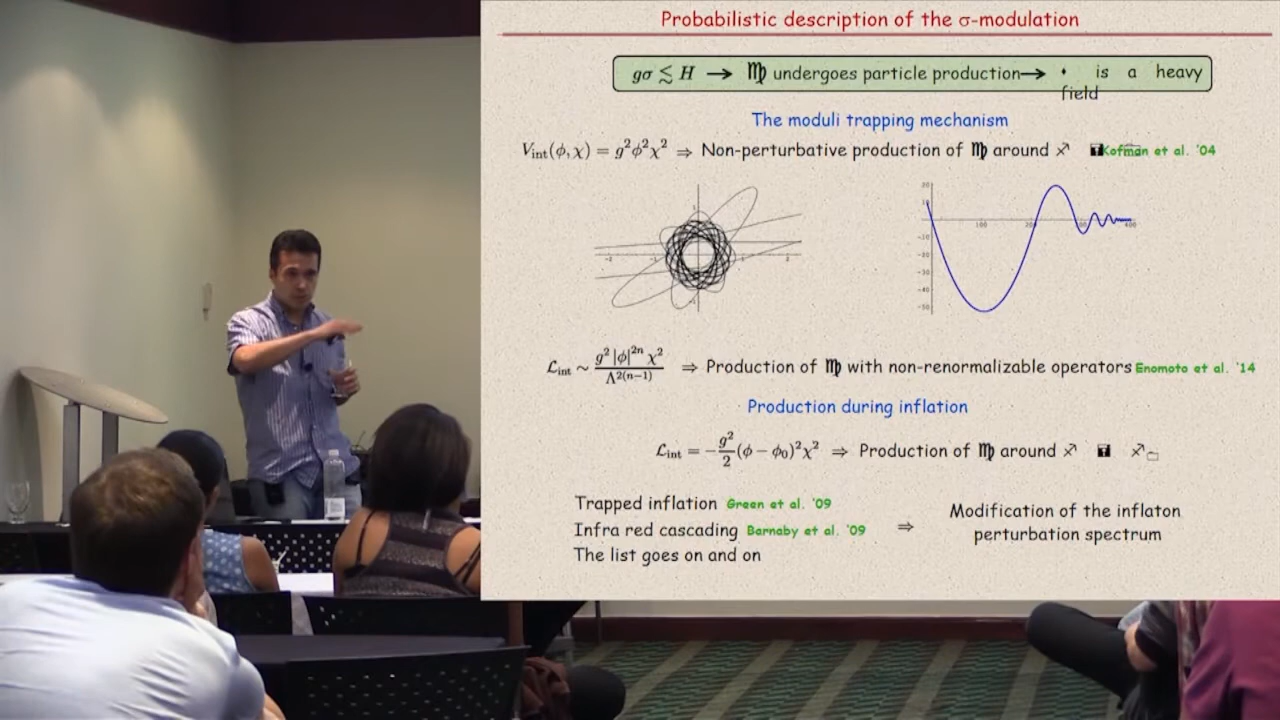 Probabilistic description of the σ-modulation
gσ ≲ H → ♍ undergoes particle production→ ♦ is a heavy
field
The moduli trapping mechanism
V_int(ϕ,χ) = g²ϕ²χ² ⇒ Non-perturbative production of ♍ around ♐ Kofman et al. '04
L_int ∼ g²|ϕ|²ⁿχ² / Λ²⁽ⁿ⁻¹⁾ ⇒ Production of ♍ with non-renormalizable operators Enomoto et al. '14
Production during inflation
L_int = −g²/2 (ϕ − ϕ₀)²χ² ⇒ Production of ♍ around ♐ ♐
Trapped inflation Green et al. '09
Infra red cascading Barnaby et al. '09
The list goes on and on
⇒
Modification of the inflaton
perturbation spectrum